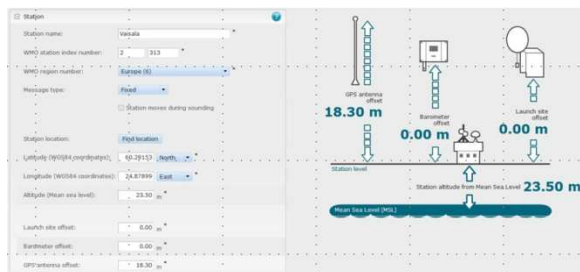 Station
Station name: Vaisala *
WMO station index number: 2 313 *
WMO region number: Europe (6) *
Message type: Fixed
Station moves during sounding
Station location: Find location
Latitude (WGS84 coordinates): 60.28153 North *
Longitude (WGS84 coordinates): 24.87899 East *
Altitude (Mean sea level): 23.50 m *
Launch site offset: 0.00 m *
Barometer offset: 0.00 m *
GPS antenna offset: 18.30 m *
GPS antenna
offset
18.30 m
Barometer
offset
0.00 m
Launch site
offset
0.00 m
Station level
Station altitude from Mean Sea Level 23.50 m
Mean Sea Level (MSL)